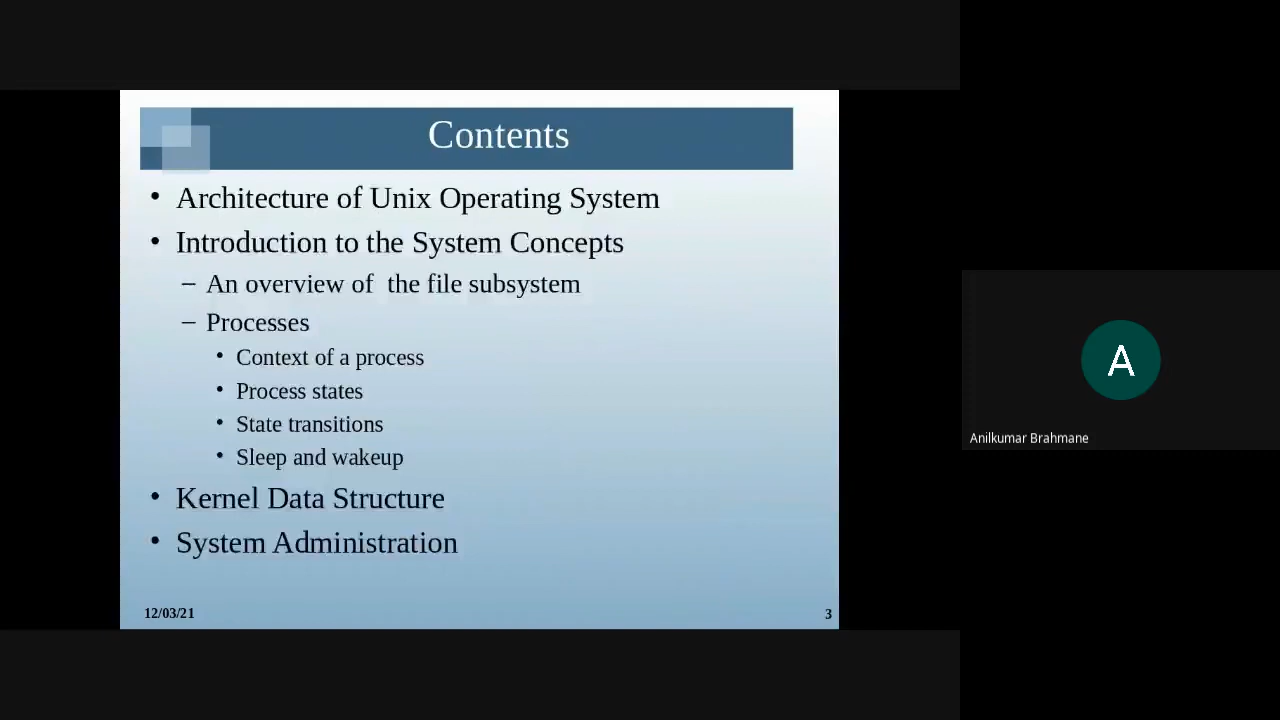 Contents
• Architecture of Unix Operating System
• Introduction to the System Concepts
– An overview of  the file subsystem
– Processes
• Context of a process
• Process states
• State transitions
• Sleep and wakeup
• Kernel Data Structure
• System Administration
12/03/21
3
A
Anilkumar Brahmane